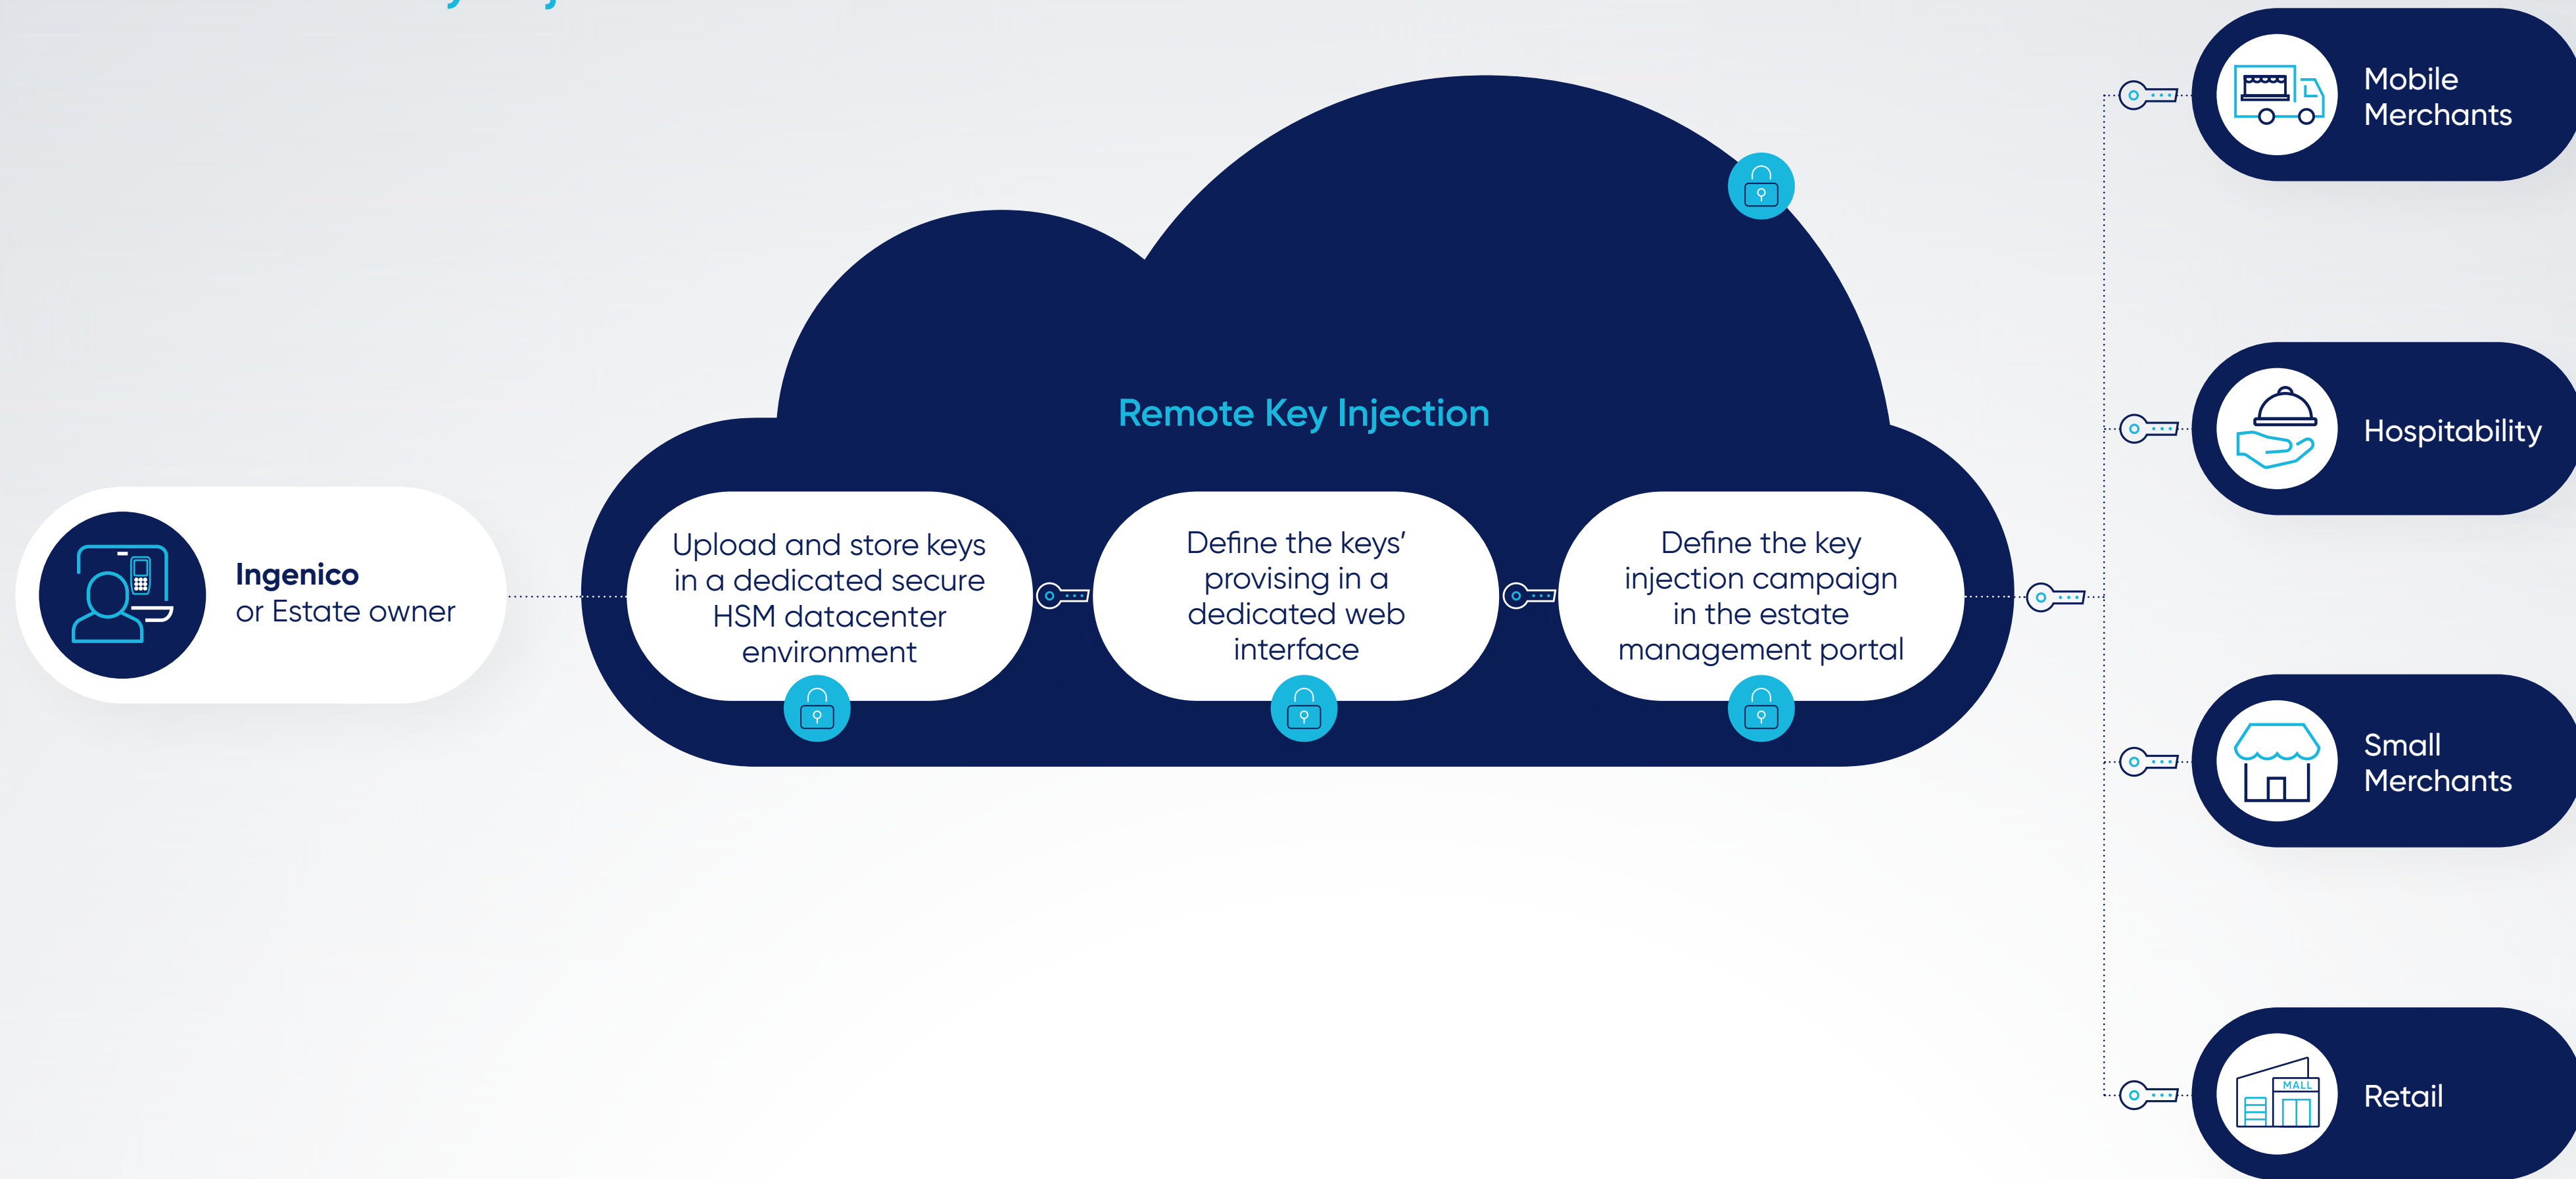 Remote Key Injection
Ingenico
or Estate owner
Upload and store keys
in a dedicated secure
HSM datacenter
environment
Define the keys’
provising in a
dedicated web
interface
Define the key
injection campaign
in the estate
management portal
Mobile
Merchants
Hospitability
Small
Merchants
MALL
Retail